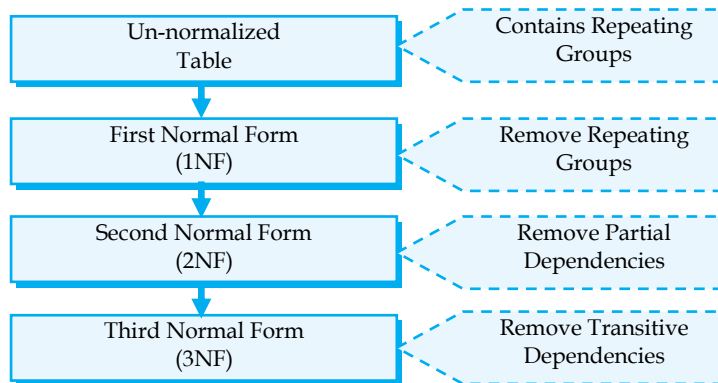 Un-normalized
Table
Contains Repeating
Groups
First Normal Form
(1NF)
Remove Repeating
Groups
Second Normal Form
(2NF)
Remove Partial
Dependencies
Third Normal Form
(3NF)
Remove Transitive
Dependencies